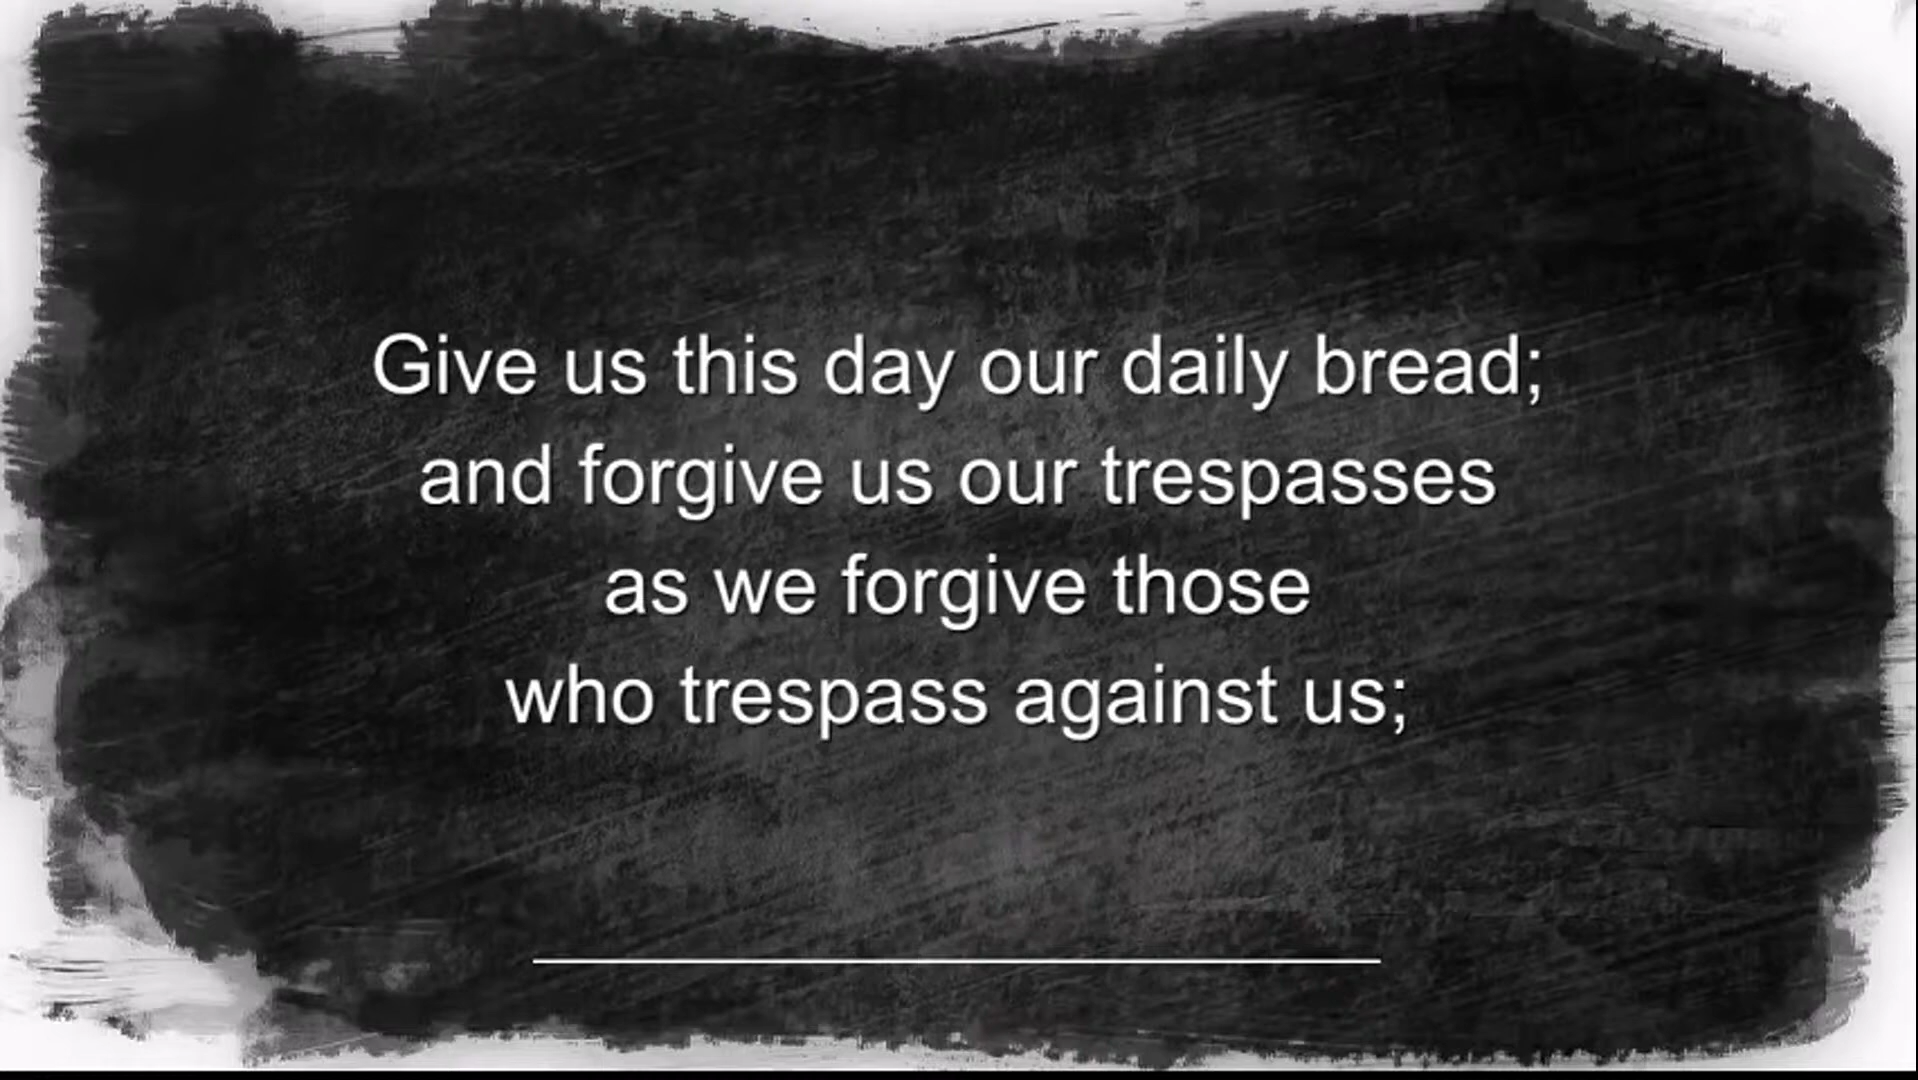 Give us this day our daily bread;
and forgive us our trespasses
as we forgive those
who trespass against us;